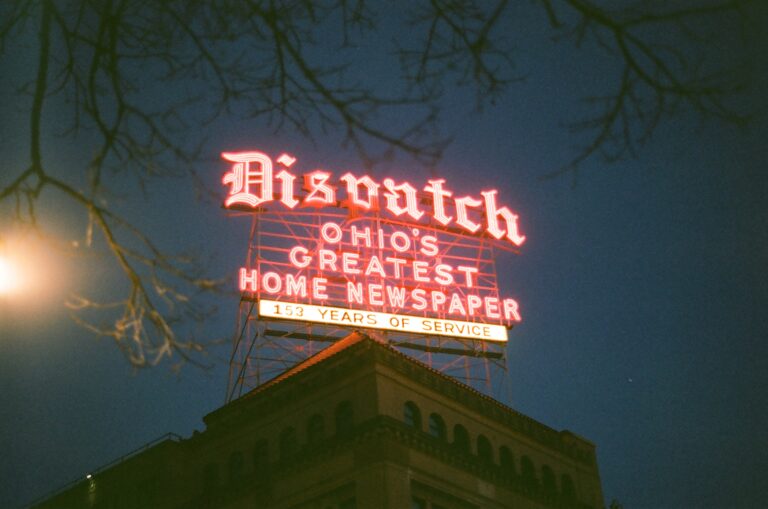 Dispatch
OHIO'S
GREATEST
HOME NEWSPAPER
153 YEARS OF SERVICE